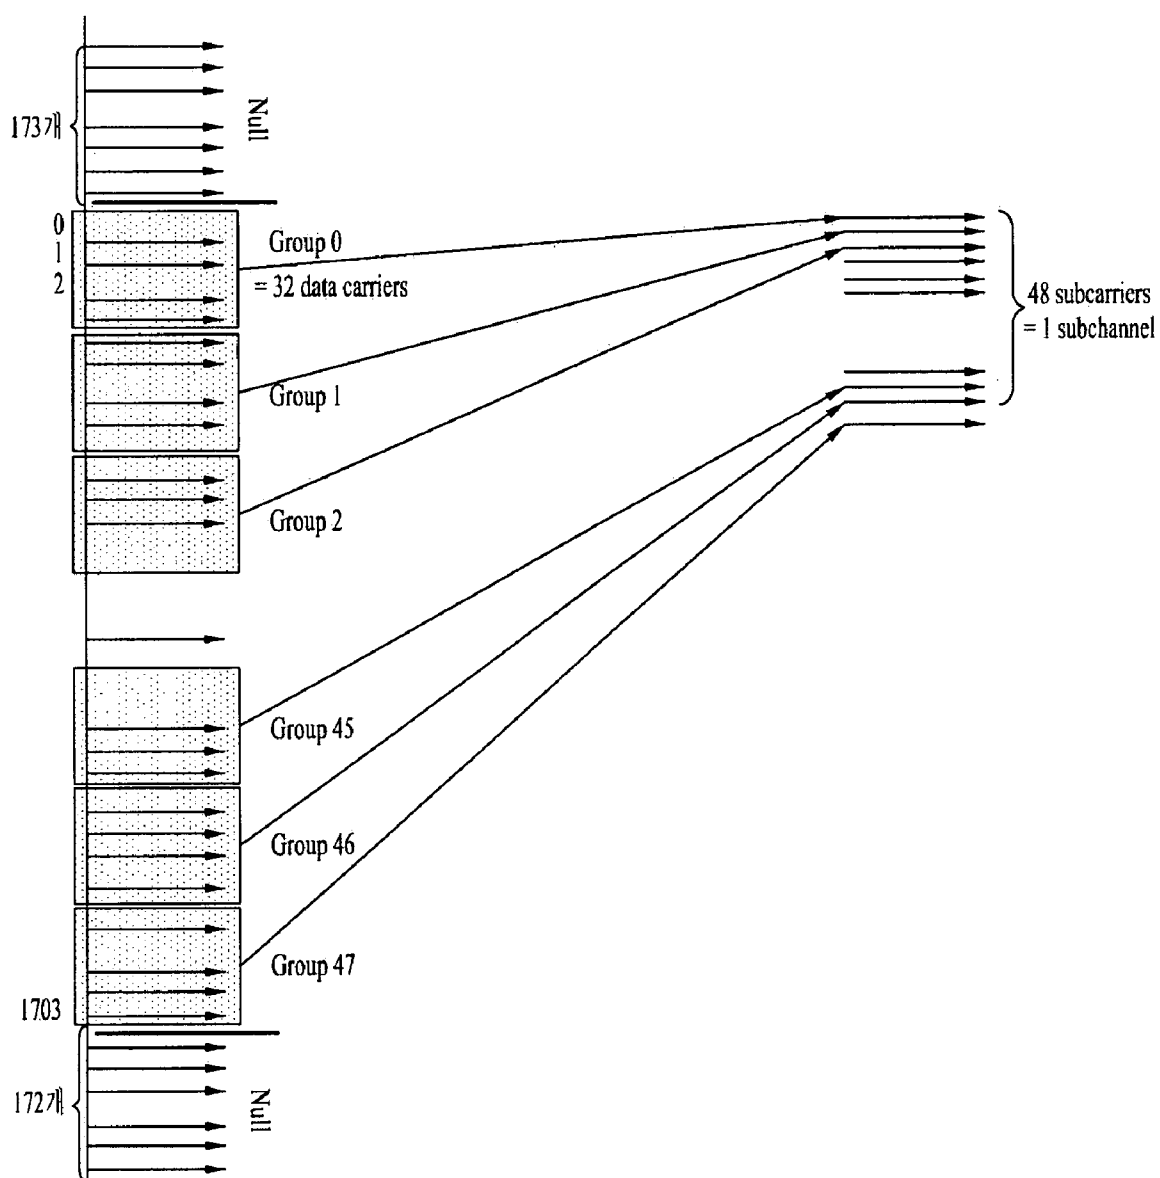 173개
Null
0
1
2
Group 0
= 32 data carriers
48 subcarriers
= 1 subchannel
Group 1
Group 2
Group 45
Group 46
Group 47
1703
172개
Null